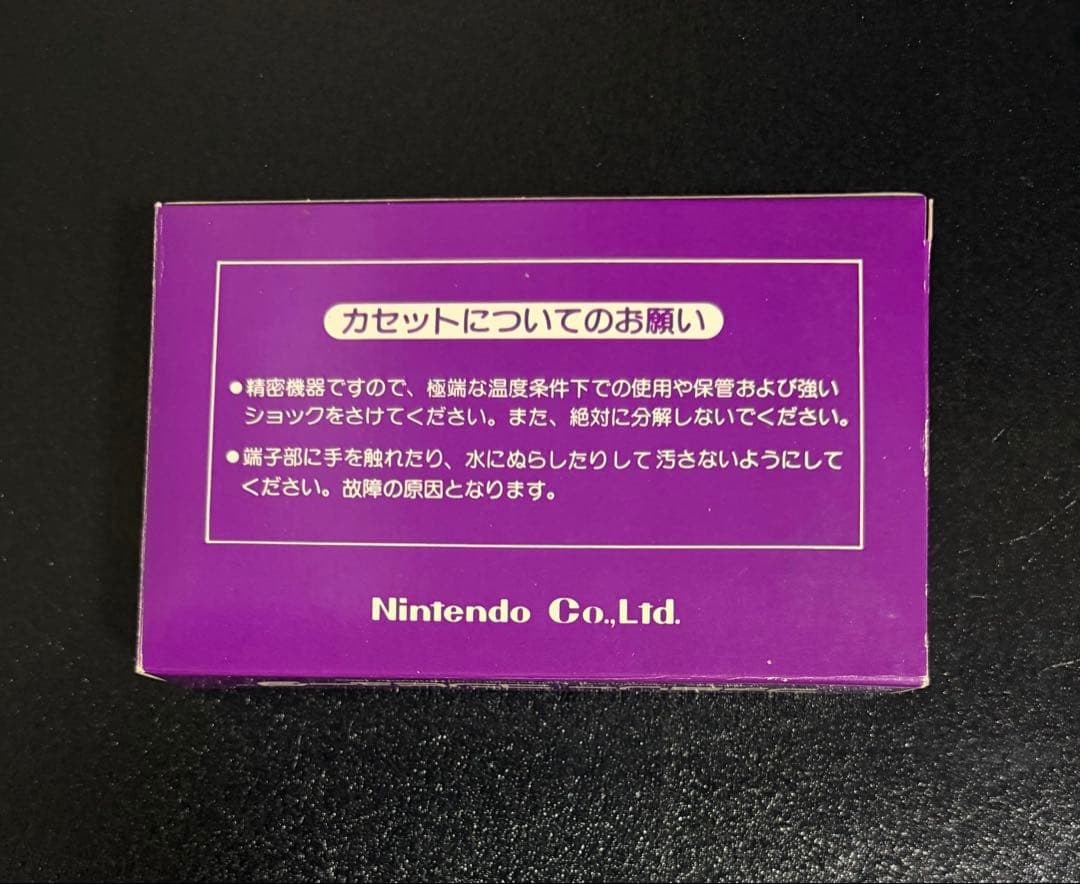 カセットについてのお願い
●精密機器ですので、極端な温度条件下での使用や保管および強い
ショックをさけてください。また、絶対に分解しないでください。
●端子部に手を触れたり、水にぬらしたりして汚さないようにして
ください。故障の原因となります。
Nintendo Co.,Ltd.